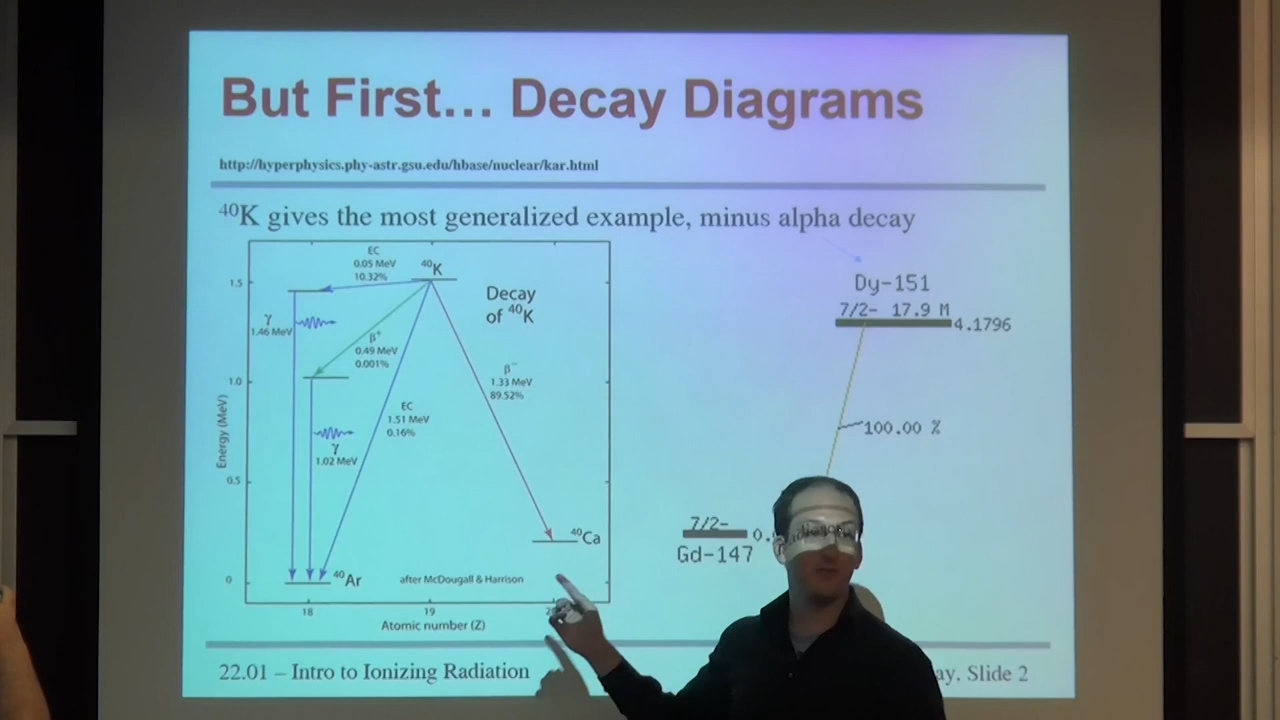 But First… Decay Diagrams
http://hyperphysics.phy-astr.gsu.edu/hbase/nuclear/kar.html
⁴⁰K gives the most generalized example, minus alpha decay
EC
0.05 MeV
10.32%
⁴⁰K
1.5
Decay
of ⁴⁰K
γ
1.46 MeV
β⁺
0.49 MeV
0.001%
β⁻
1.33 MeV
89.52%
1.0
EC
1.51 MeV
0.16%
γ
1.02 MeV
Energy (MeV)
0.5
⁴⁰Ca
0
⁴⁰Ar
after McDougall & Harrison
18
19
Atomic number (Z)
Dy-151
7/2- 17.9 M
4.1796
100.00 %
7/2-
Gd-147
22.01 – Intro to Ionizing Radiation
Slide 2